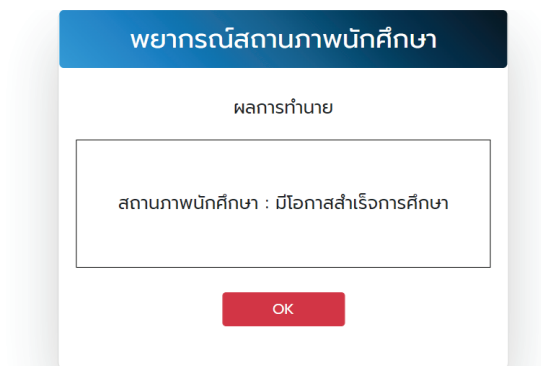 พยากรณ์สถานภาพนักศึกษา
ผลการทำนาย
สถานภาพนักศึกษา : มีโอกาสสำเร็จการศึกษา
OK